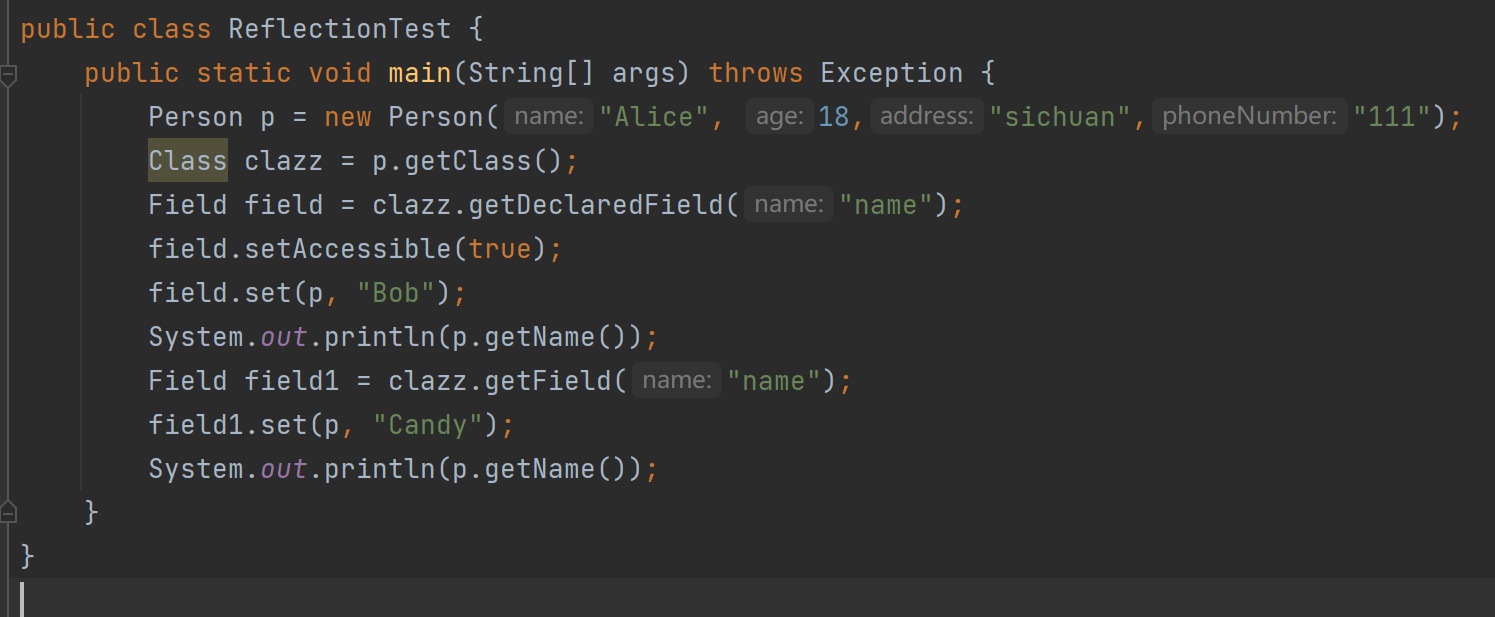 public class ReflectionTest {
    public static void main(String[] args) throws Exception {
        Person p = new Person( name: "Alice", age: 18, address: "sichuan", phoneNumber: "111");
        Class clazz = p.getClass();
        Field field = clazz.getDeclaredField( name: "name");
        field.setAccessible(true);
        field.set(p, "Bob");
        System.out.println(p.getName());
        Field field1 = clazz.getField( name: "name");
        field1.set(p, "Candy");
        System.out.println(p.getName());
    }
}